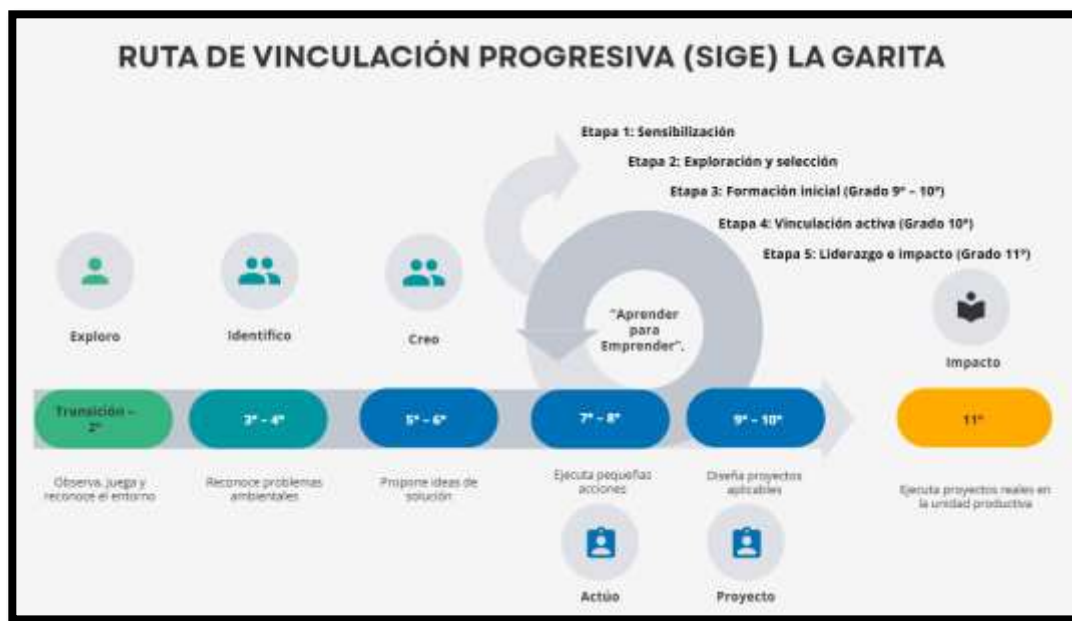 RUTA DE VINCULACIÓN PROGRESIVA (SIGE) LA GARITA
Etapa 1: Sensibilización
Etapa 2: Exploración y selección
Etapa 3: Formación inicial (Grado 9° – 10°)
Etapa 4: Vinculación activa (Grado 10°)
Etapa 5: Liderazgo e impacto (Grado 11°)
"Aprender
para
Emprender".
Exploro
Identifico
Creo
Impacto
Transición –
2°
3° – 4°
5° – 6°
7° – 8°
9° – 10°
11°
Observa, juega y
reconoce el entorno
Reconoce problemas
ambientales
Propone ideas de
solución
Ejecuta pequeñas
acciones
Diseña proyectos
aplicables
Ejecuta proyectos reales en
la unidad productiva
Actúo
Proyecto